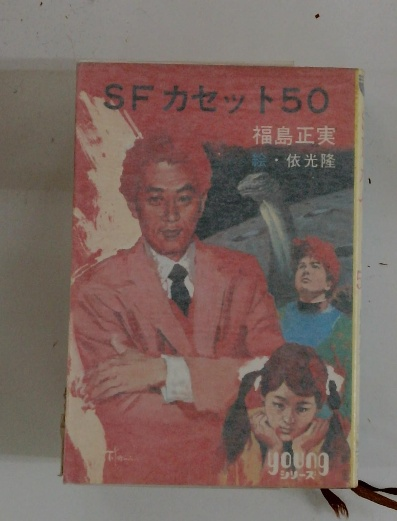 SFカセット50
福島正実
絵・依光隆
young
シリーズ